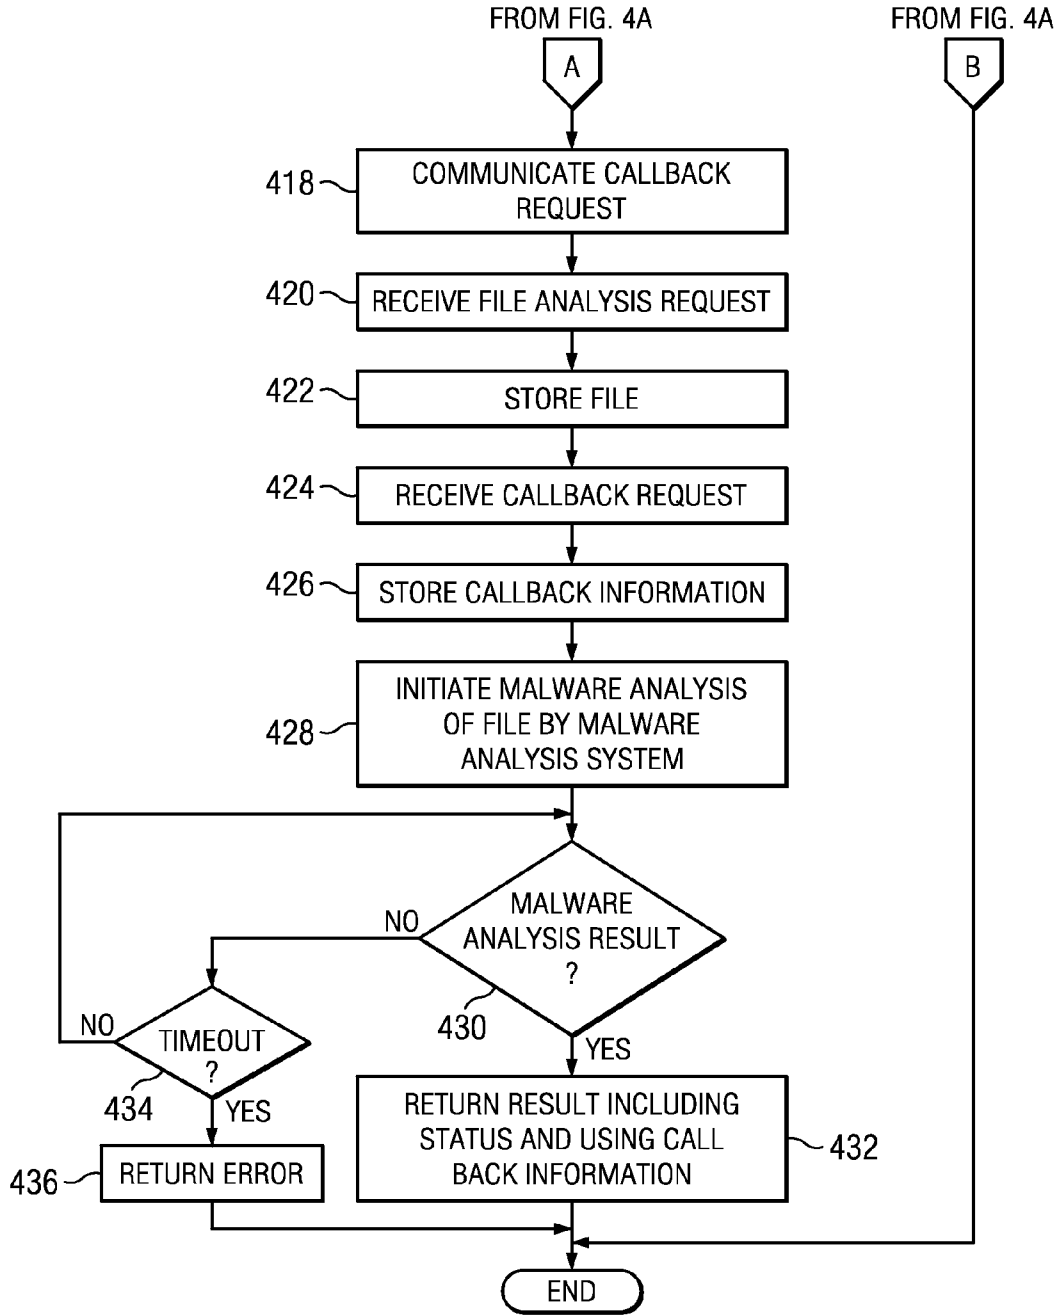 FROM FIG. 4A
FROM FIG. 4A
A
B
418
COMMUNICATE CALLBACK
REQUEST
420
RECEIVE FILE ANALYSIS REQUEST
422
STORE FILE
424
RECEIVE CALLBACK REQUEST
426
STORE CALLBACK INFORMATION
428
INITIATE MALWARE ANALYSIS
OF FILE BY MALWARE
ANALYSIS SYSTEM
MALWARE
ANALYSIS RESULT
?
NO
430
YES
NO
TIMEOUT
?
434
YES
RETURN RESULT INCLUDING
STATUS AND USING CALL
BACK INFORMATION
432
436
RETURN ERROR
END